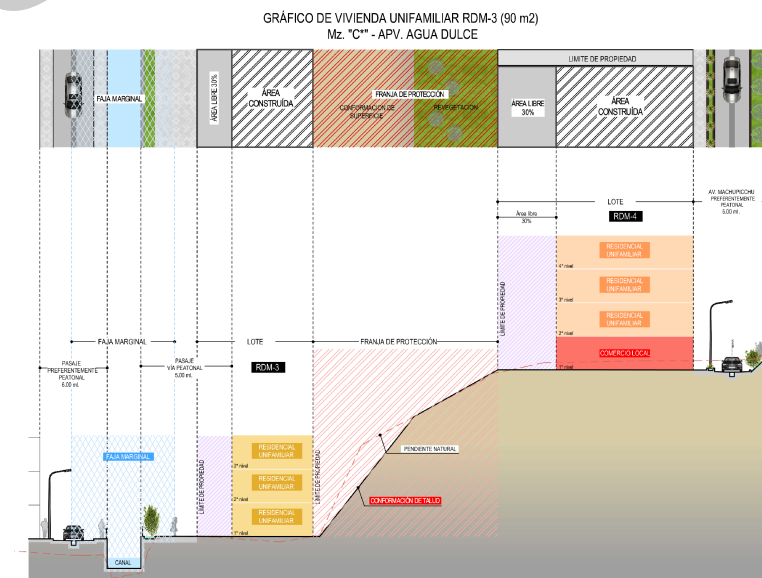 GRÁFICO DE VIVIENDA UNIFAMILIAR RDM-3 (90 m2)
Mz. "C*" - APV. AGUA DULCE
FAJA MARGINAL
ÁREA LIBRE 30%
ÁREA
CONSTRUÍDA
FRANJA DE PROTECCIÓN
CONFORMACION DE
SUPERFICIE
REVEGETACION
LIMITE DE PROPIEDAD
ÁREA LIBRE
30%
ÁREA
CONSTRUÍDA
LOTE
Área libre
30%
RDM-4
AV. MACHUPICCHU
PREFERENTEMENTE
PEATONAL
5.00 ml.
RESIDENCIAL
UNIFAMILIAR
4° nivel
RESIDENCIAL
UNIFAMILIAR
3° nivel
RESIDENCIAL
UNIFAMILIAR
2° nivel
COMERCIO LOCAL
1° nivel
LÍMITE DE PROPIEDAD
FAJA MARGINAL
LOTE
FRANJA DE PROTECCIÓN
PASAJE
PREFERENTEMENTE
PEATONAL
6.00 ml.
PASAJE
VÍA PEATONAL
5.00 ml.
RDM-3
FAJA MARGINAL
LÍMITE DE PROPIEDAD
RESIDENCIAL
UNIFAMILIAR
3° nivel
RESIDENCIAL
UNIFAMILIAR
2° nivel
RESIDENCIAL
UNIFAMILIAR
1° nivel
LÍMITE DE PROPIEDAD
PENDIENTE NATURAL
CONFORMACIÓN DE TALUD
CANAL